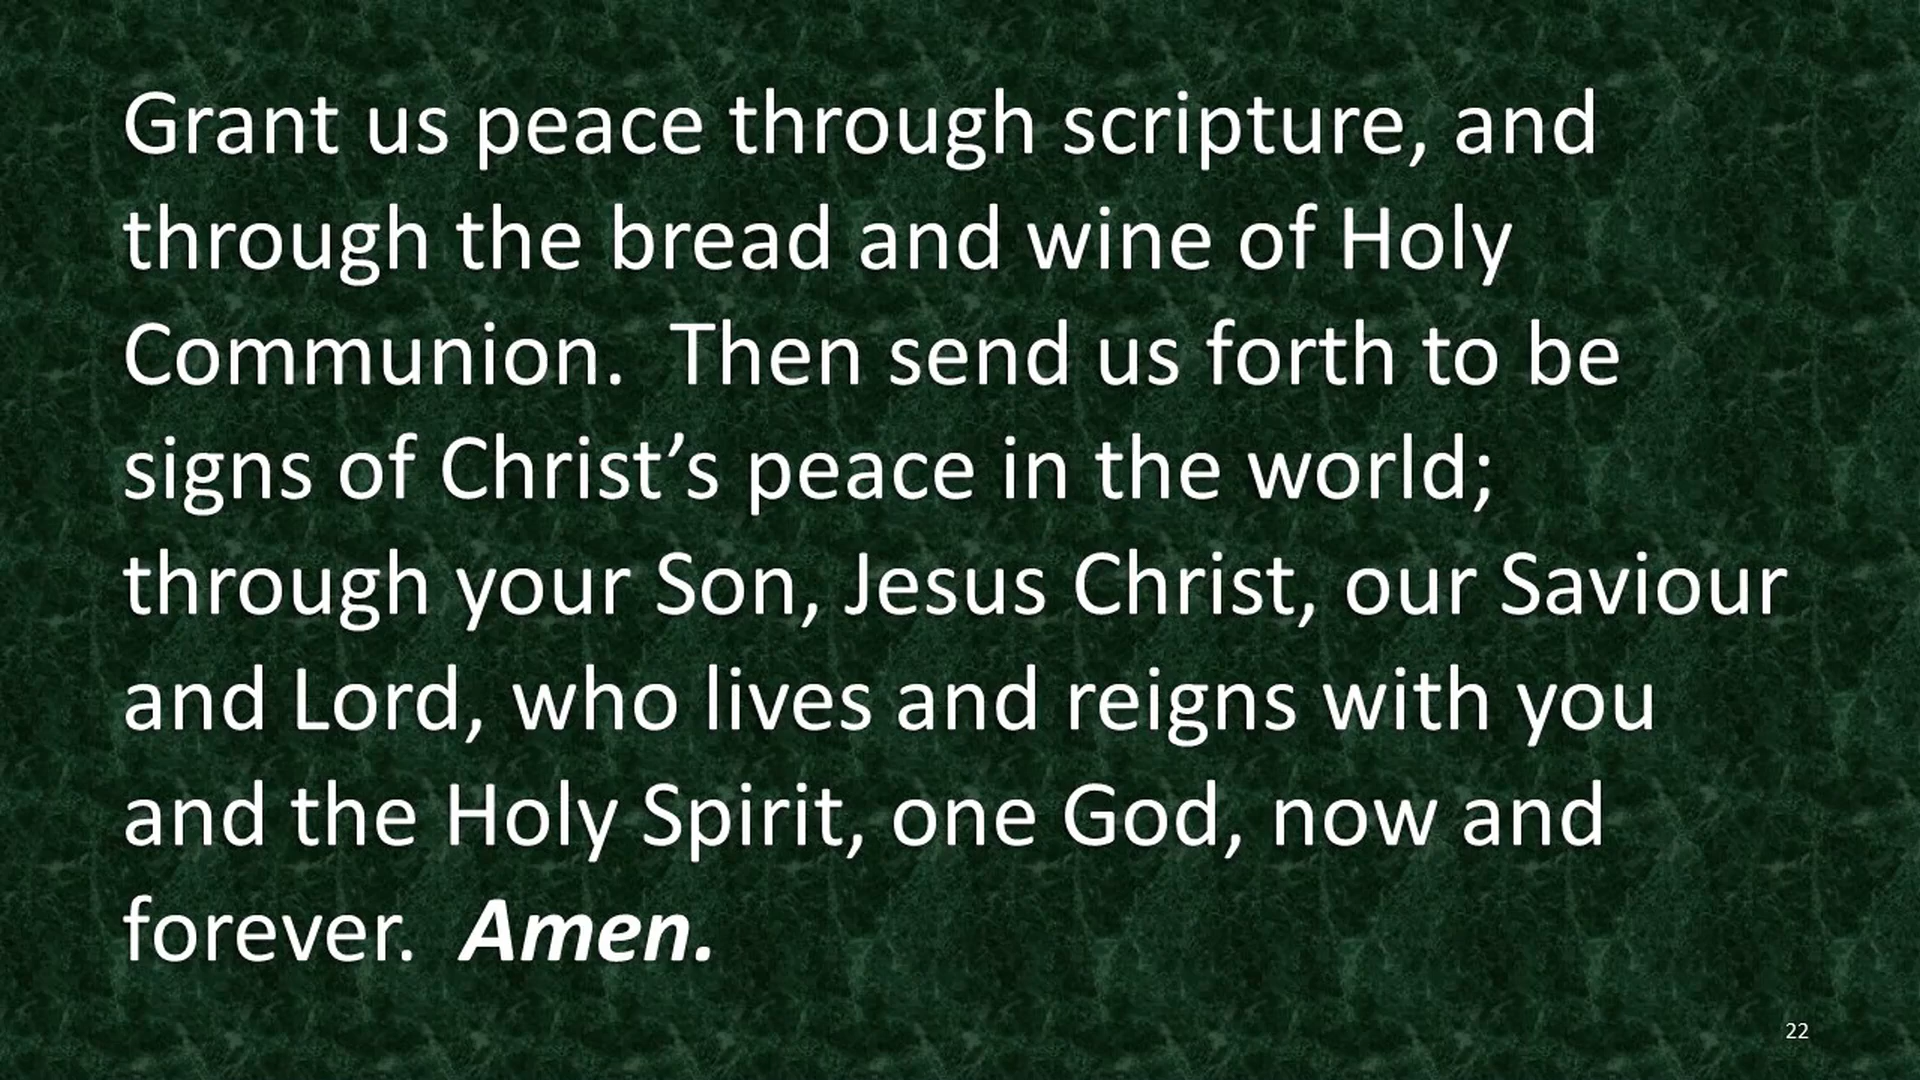 Grant us peace through scripture, and
through the bread and wine of Holy
Communion.  Then send us forth to be
signs of Christ’s peace in the world;
through your Son, Jesus Christ, our Saviour
and Lord, who lives and reigns with you
and the Holy Spirit, one God, now and
forever.  Amen.
22